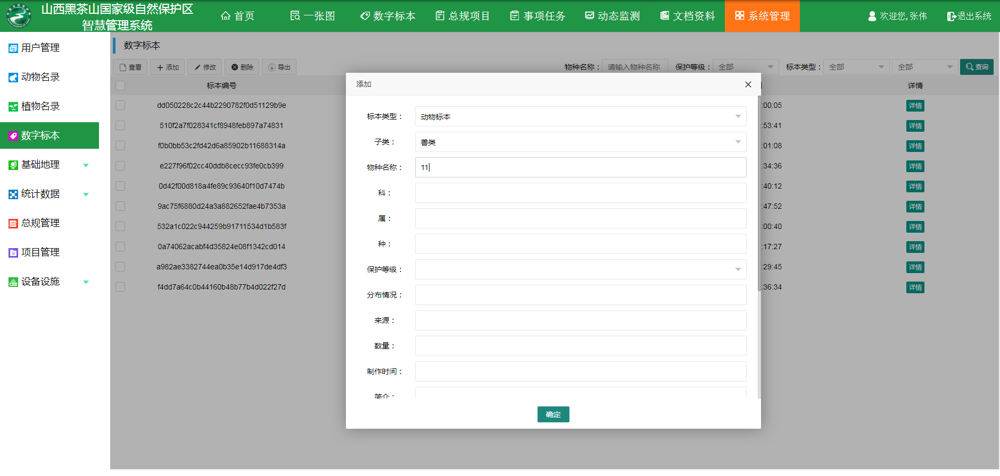 山西黑茶山国家级自然保护区
智慧管理系统
首页
一张图
数字标本
总规项目
事项任务
动态监测
文档资料
系统管理
欢迎您,张伟
退出系统
用户管理
动物名录
植物名录
数字标本
基础地理
统计数据
总规管理
项目管理
设备设施
数字标本
查看
添加
修改
删除
导出
物种名称：
请输入物种名称
保护等级：
全部
标本类型：
全部
全部
查询
标本编号
详情
dd050228c2c44b2290782f0d51129b9e
:00:05
详情
510f2a7f028341cf8948feb897a74831
:53:41
详情
f0b0bb53c2fd42d6a85902b11688314a
:01:08
详情
e227f96f02cc40ddb8cecc93fe0cb399
:34:36
详情
0d42f00d818a4fe89c93640f10d7474b
:40:12
详情
9ac75f6880d24a3a882652fae4b7353a
:47:52
详情
532a1c022c944259b91711534d1b583f
:00:40
详情
0a74062acabf4d35824e08f1342cd014
:17:27
详情
a982ae3382744ea0b35e14d917de4df3
:29:45
详情
f4dd7a64c0b44160b48b77b4d022f27d
:36:34
详情
添加
标本类型：
动物标本
子类：
兽类
物种名称：
11
科：
属：
种：
保护等级：
分布情况：
来源：
数量：
制作时间：
简介：
确定